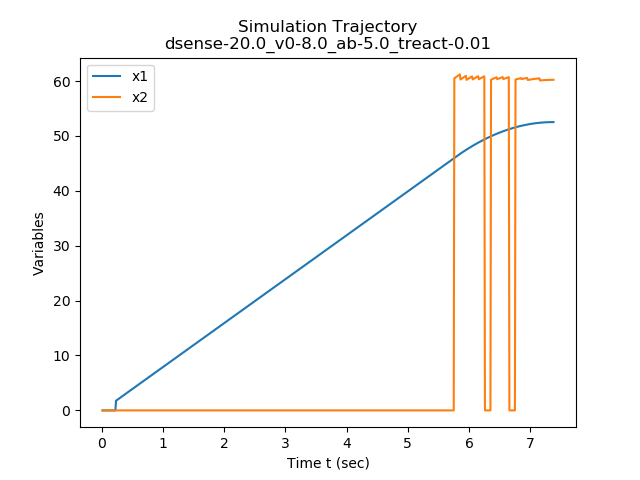 Simulation Trajectory
dsense-20.0_v0-8.0_ab-5.0_treact-0.01
x1
x2
60
50
40
30
20
10
0
Variables
0 1 2 3 4 5 6 7
Time t (sec)